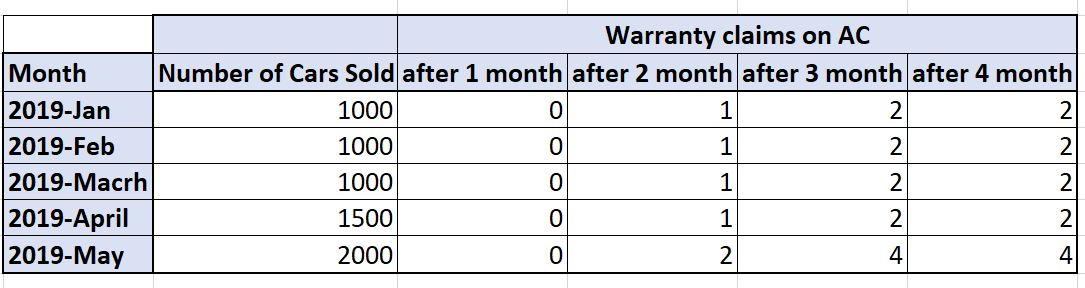 Warranty claims on AC
Month Number of Cars Sold after 1 month after 2 month after 3 month after 4 month
2019-Jan 1000 0 1 2 2
2019-Feb 1000 0 1 2 2
2019-Macrh 1000 0 1 2 2
2019-April 1500 0 1 2 2
2019-May 2000 0 2 4 4